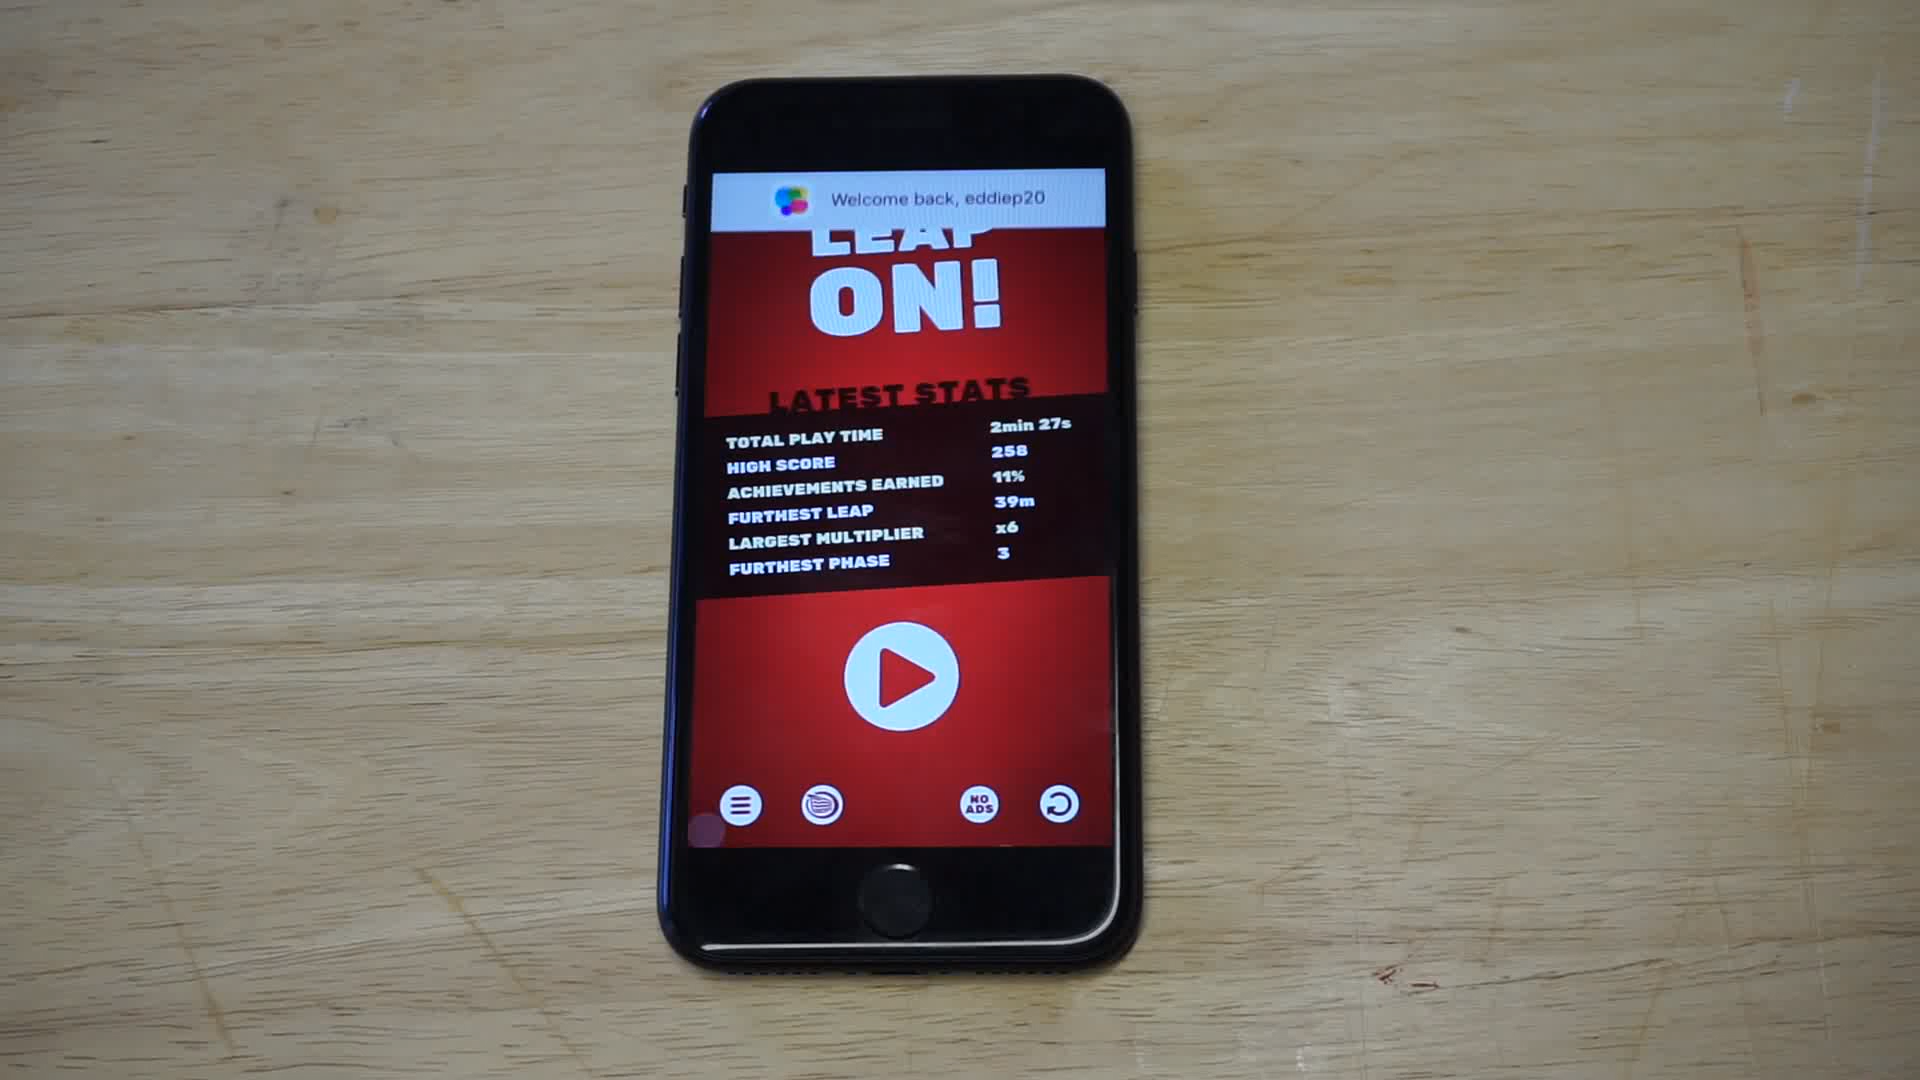 Welcome back, eddiep20
LEAP
ON!
LATEST STATS
TOTAL PLAY TIME 2min 27s
HIGH SCORE 258
ACHIEVEMENTS EARNED 11%
FURTHEST LEAP 39m
LARGEST MULTIPLIER x6
FURTHEST PHASE 3
NO
ADS